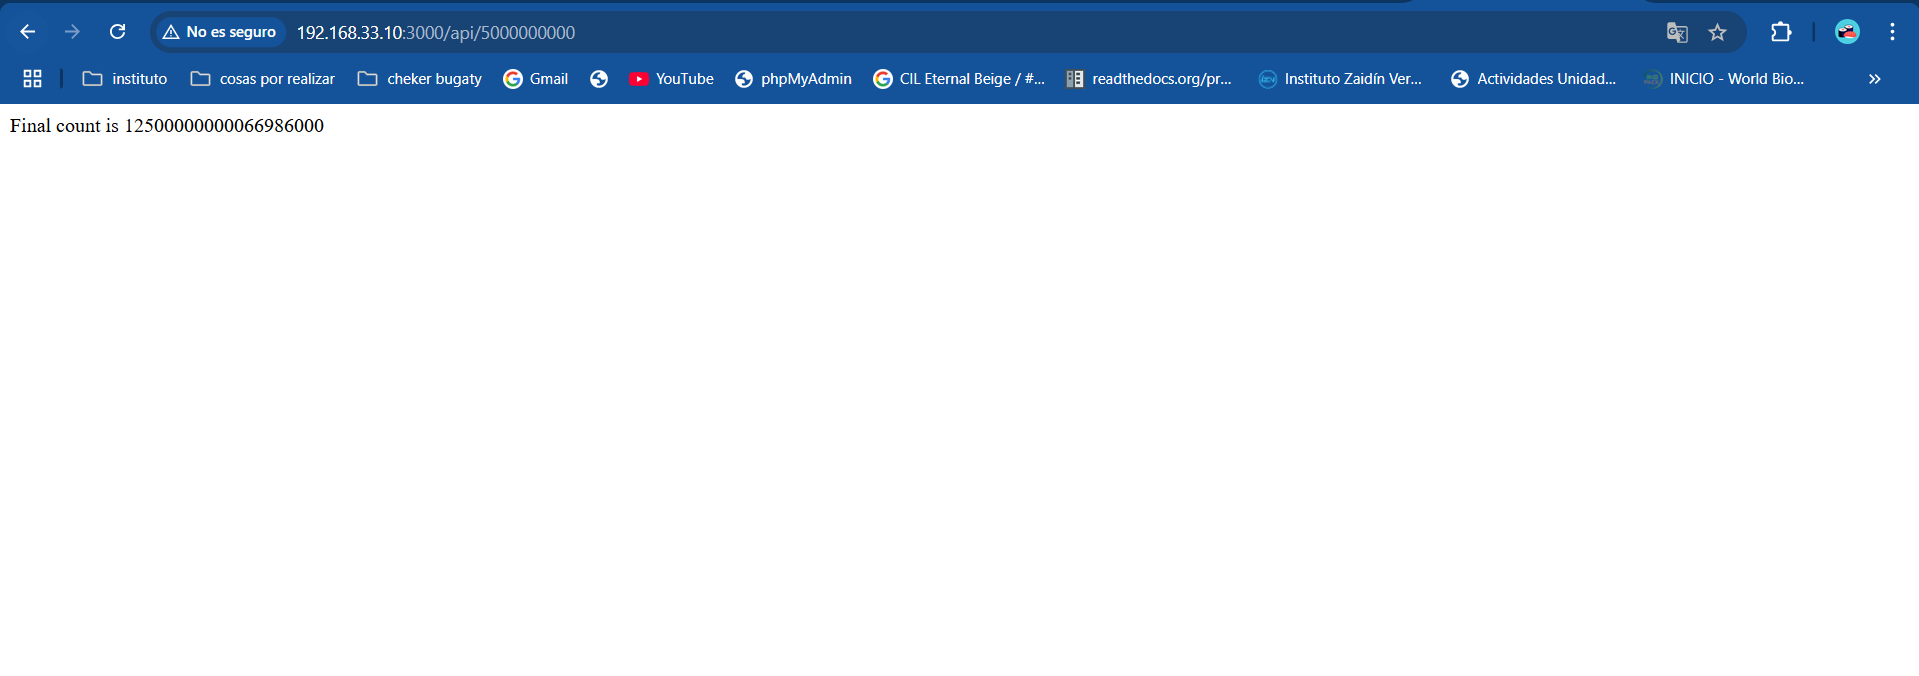 No es seguro 192.168.33.10:3000/api/5000000000
instituto cosas por realizar cheker bugaty Gmail YouTube phpMyAdmin CIL Eternal Beige / #... readthedocs.org/pr... Instituto Zaidín Ver... Actividades Unidad... INICIO - World Bio... »
Final count is 12500000000066986000